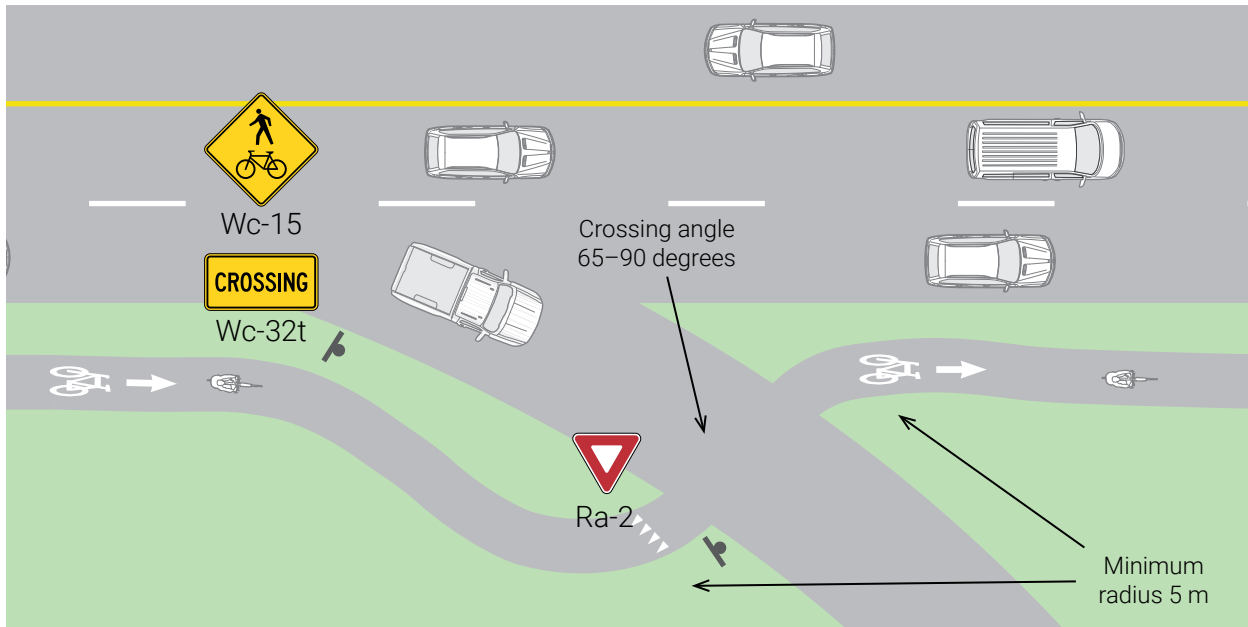 Wc-15
CROSSING
Wc-32t
Crossing angle
65–90 degrees
Ra-2
Minimum
radius 5 m